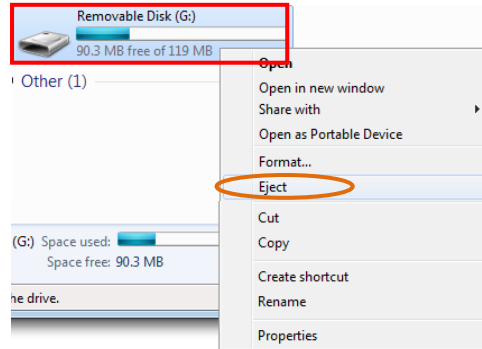 Removable Disk (G:)
90.3 MB free of 119 MB
Other (1)
Open
Open in new window
Share with
Open as Portable Device
Format...
Eject
Cut
Copy
Create shortcut
Rename
Properties
(G:) Space used:
Space free: 90.3 MB
he drive.